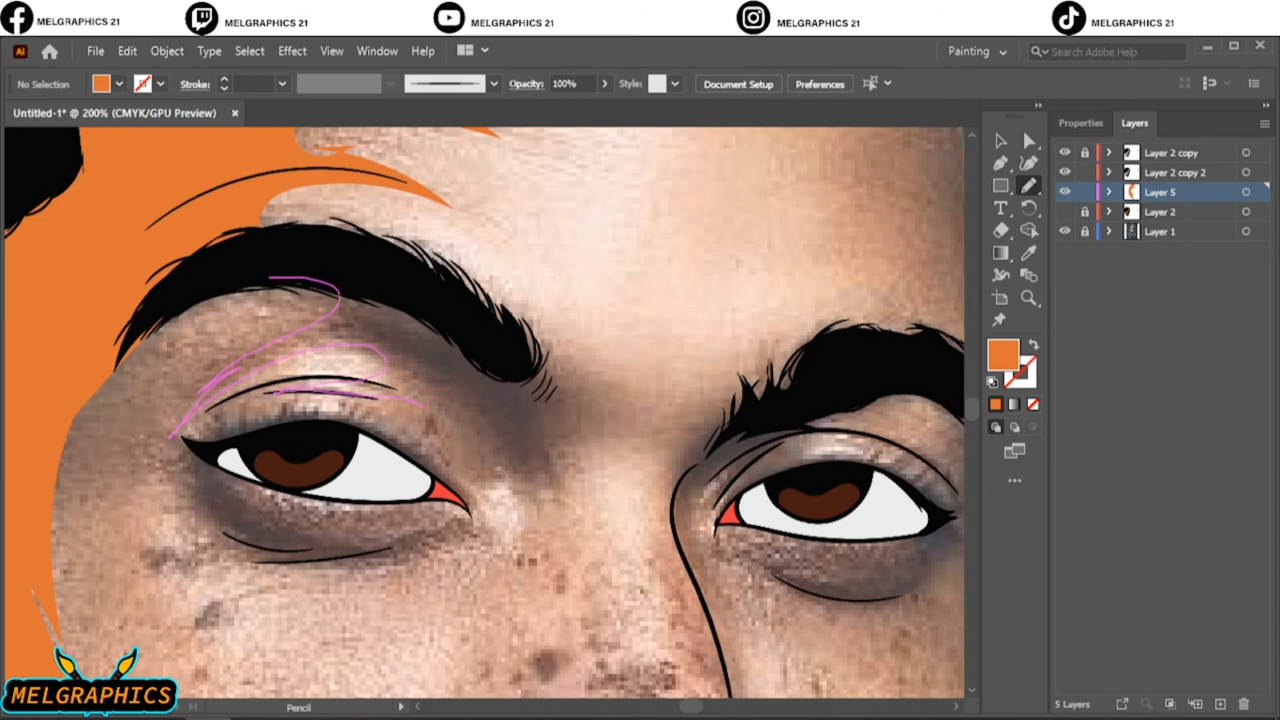 MELGRAPHICS 21 MELGRAPHICS 21 MELGRAPHICS 21 MELGRAPHICS 21 MELGRAPHICS 21
Ai File Edit Object Type Select Effect View Window Help Painting Search Adobe Help
No Selection Stroke: Opacity: 100% Style: Document Setup Preferences
Untitled-1* @ 200% (CMYK/GPU Preview)
Properties Layers
Layer 2 copy
Layer 2 copy 2
Layer 5
Layer 2
Layer 1
MELGRAPHICS
Pencil
5 Layers